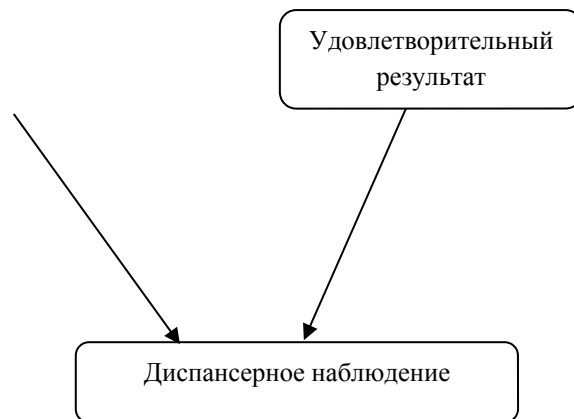 Удовлетворительный
результат
Диспансерное наблюдение